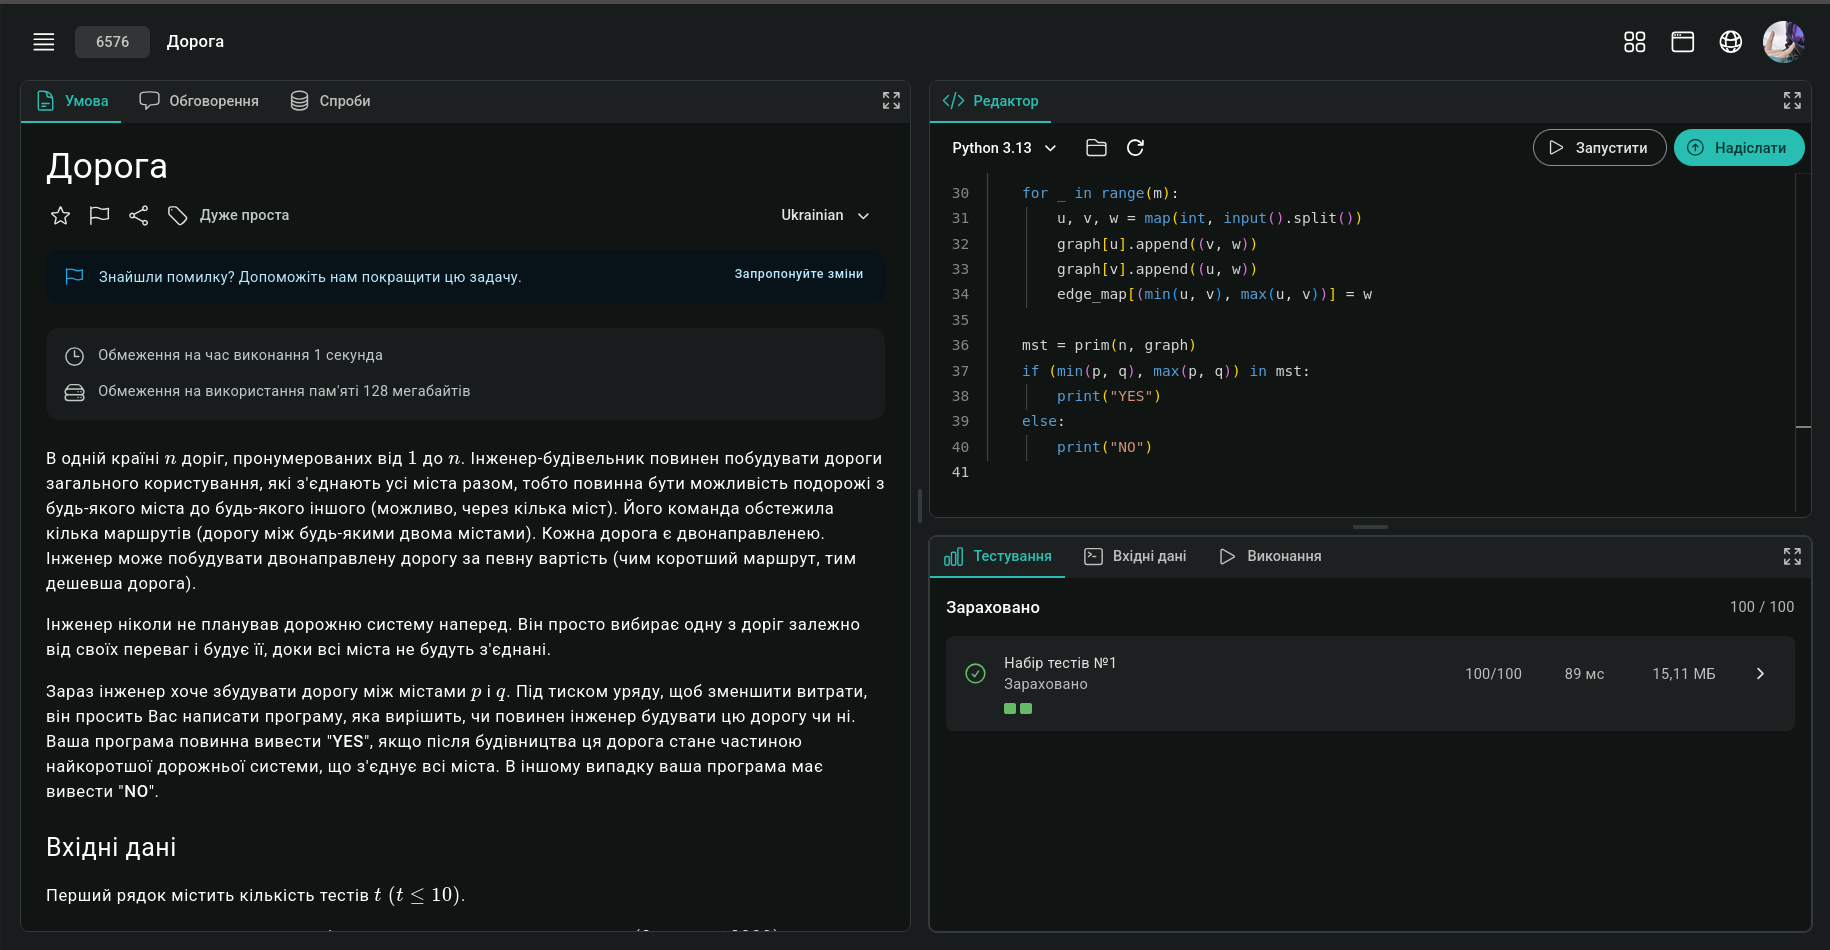 6576 Дорога
Умова Обговорення Спроби
Дорога
Дуже проста Ukrainian
Знайшли помилку? Допоможіть нам покращити цю задачу. Запропонуйте зміни
Обмеження на час виконання 1 секунда
Обмеження на використання пам'яті 128 мегабайтів
В одній країні n доріг, пронумерованих від 1 до n. Інженер-будівельник повинен побудувати дороги
загального користування, які з'єднають усі міста разом, тобто повинна бути можливість подорожі з
будь-якого міста до будь-якого іншого (можливо, через кілька міст). Його команда обстежила
кілька маршрутів (дорогу між будь-якими двома містами). Кожна дорога є двонаправленою.
Інженер може побудувати двонаправлену дорогу за певну вартість (чим коротший маршрут, тим
дешевша дорога).
Інженер ніколи не планував дорожню систему наперед. Він просто вибирає одну з доріг залежно
від своїх переваг і будує її, доки всі міста не будуть з'єднані.
Зараз інженер хоче збудувати дорогу між містами p і q. Під тиском уряду, щоб зменшити витрати,
він просить Вас написати програму, яка вирішить, чи повинен інженер будувати цю дорогу чи ні.
Ваша програма повинна вивести "YES", якщо після будівництва ця дорога стане частиною
найкоротшої дорожньої системи, що з'єднує всі міста. В іншому випадку ваша програма має
вивести "NO".
Вхідні дані
Перший рядок містить кількість тестів t (t ≤ 10).
Редактор
Python 3.13 Запустити Надіслати
30 for _ in range(m):
31 u, v, w = map(int, input().split())
32 graph[u].append((v, w))
33 graph[v].append((u, w))
34 edge_map[(min(u, v), max(u, v))] = w
35
36 mst = prim(n, graph)
37 if (min(p, q), max(p, q)) in mst:
38 print("YES")
39 else:
40 print("NO")
41
Тестування Вхідні дані Виконання
Зараховано 100 / 100
Набір тестів №1 100/100 89 мс 15,11 МБ
Зараховано